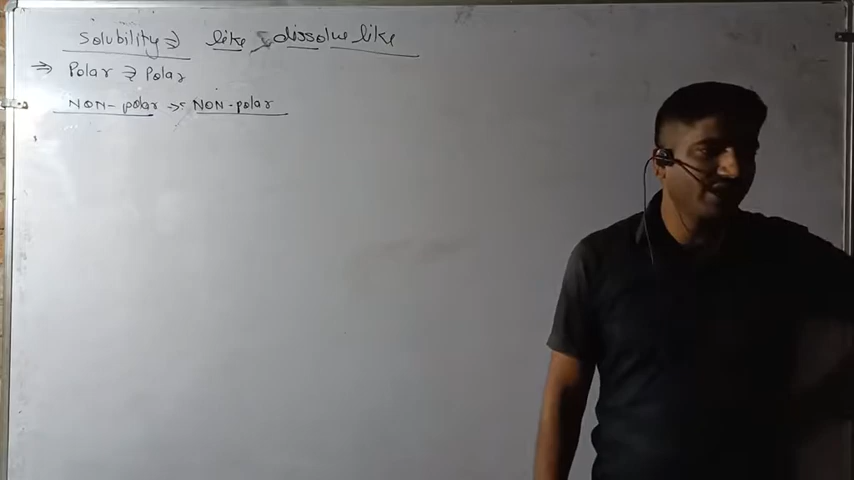 Solubility ⇒ like dissolve like
⇒ Polar ⇒ Polar
NON-polar → NON-polar